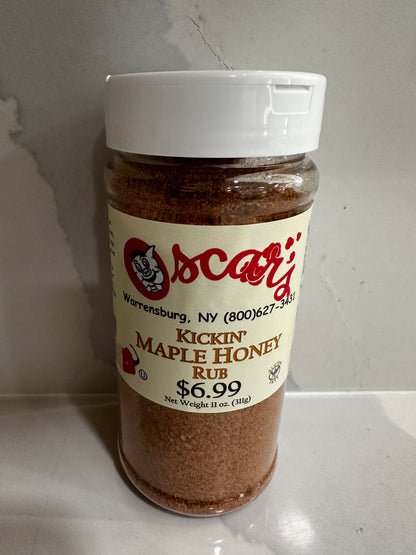 Oscar's
Warrensburg, NY (800)627-3431
KICKIN'
MAPLE HONEY
RUB
$6.99
Net Weight 11 oz. (311g)